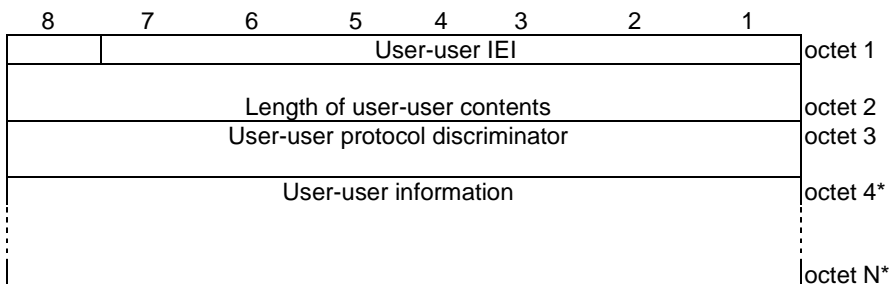 8 7 6 5 4 3 2 1
User-user IEI octet 1
Length of user-user contents octet 2
User-user protocol discriminator octet 3
User-user information octet 4*
octet N*